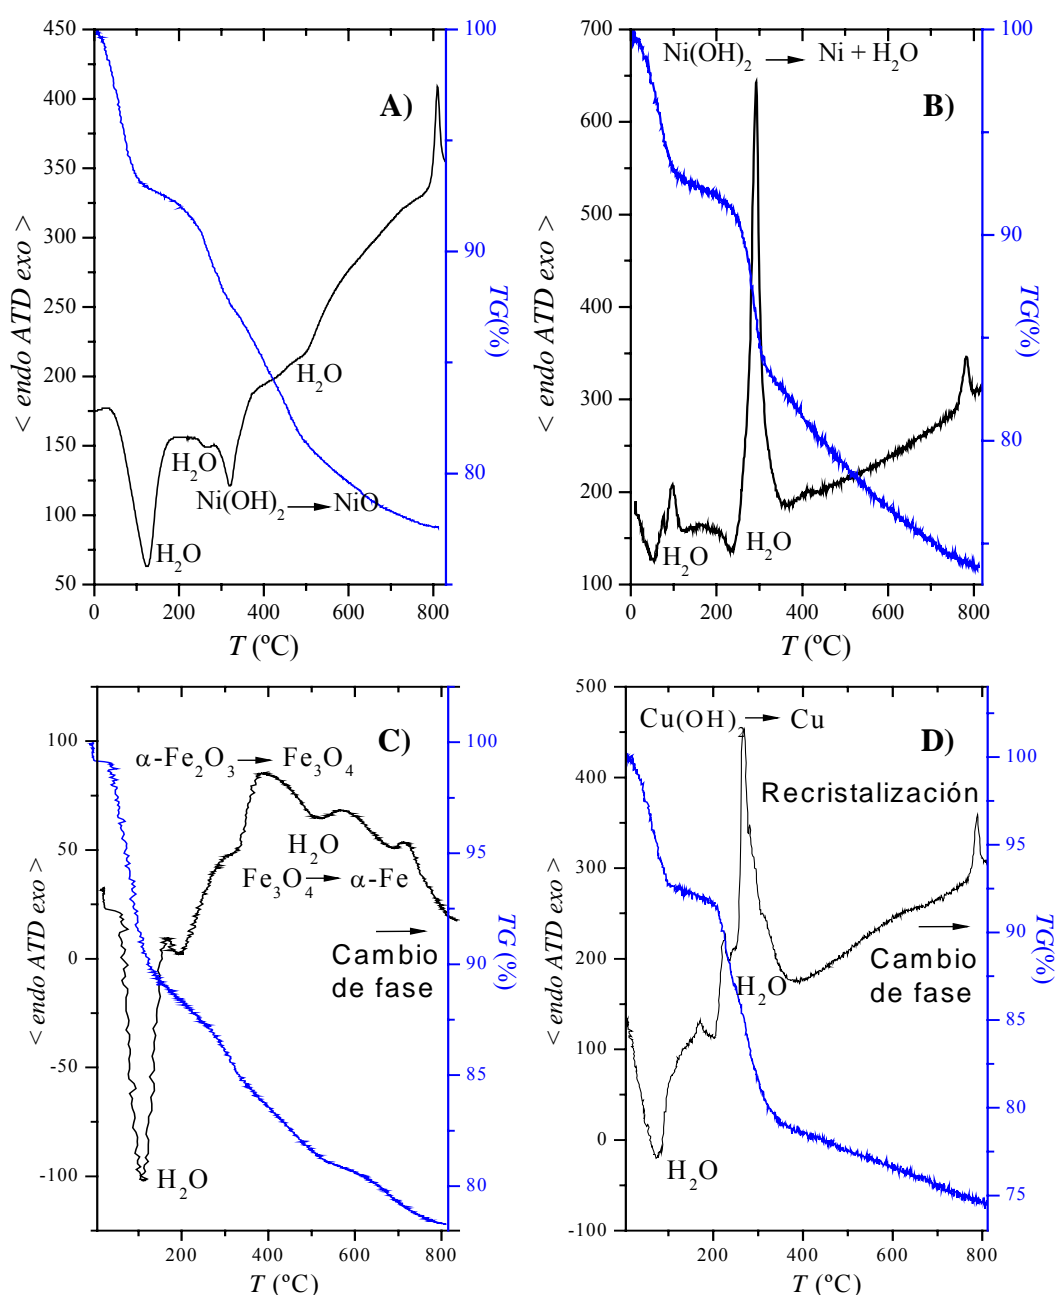 A)
450
400
350
300
250
200
150
100
50
100
90
80
0
200
400
600
800
< endo ATD exo >
TG(%)
T (ºC)
H₂O
H₂O
H₂O
Ni(OH)₂ → NiO
B)
Ni(OH)₂ → Ni + H₂O
700
600
500
400
300
200
100
100
90
80
0
200
400
600
800
< endo ATD exo >
TG(%)
T (ºC)
H₂O
H₂O
C)
α-Fe₂O₃ → Fe₃O₄
H₂O
Fe₃O₄ → α-Fe
Cambio
de fase
H₂O
100
50
0
-50
-100
100
95
90
85
80
0
200
400
600
800
< endo ATD exo >
TG (%)
T (ºC)
D)
Cu(OH)₂ → Cu
Recristalización
Cambio
de fase
H₂O
H₂O
500
400
300
200
100
0
-100
100
95
90
85
80
75
200
400
600
800
< endo ATD exo >
TG(%)
T (ºC)